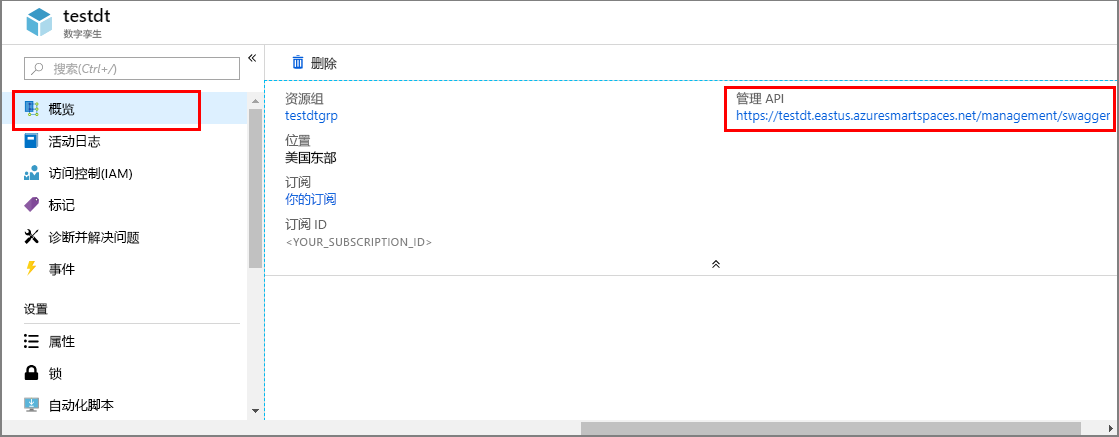 testdt
数字孪生
搜索(Ctrl+/)
«
概览
活动日志
访问控制(IAM)
标记
诊断并解决问题
事件
设置
属性
锁
自动化脚本
删除
资源组
testdtgrp
位置
美国东部
订阅
你的订阅
订阅 ID
<YOUR_SUBSCRIPTION_ID>
管理 API
https://testdt.eastus.azuresmartspaces.net/management/swagger